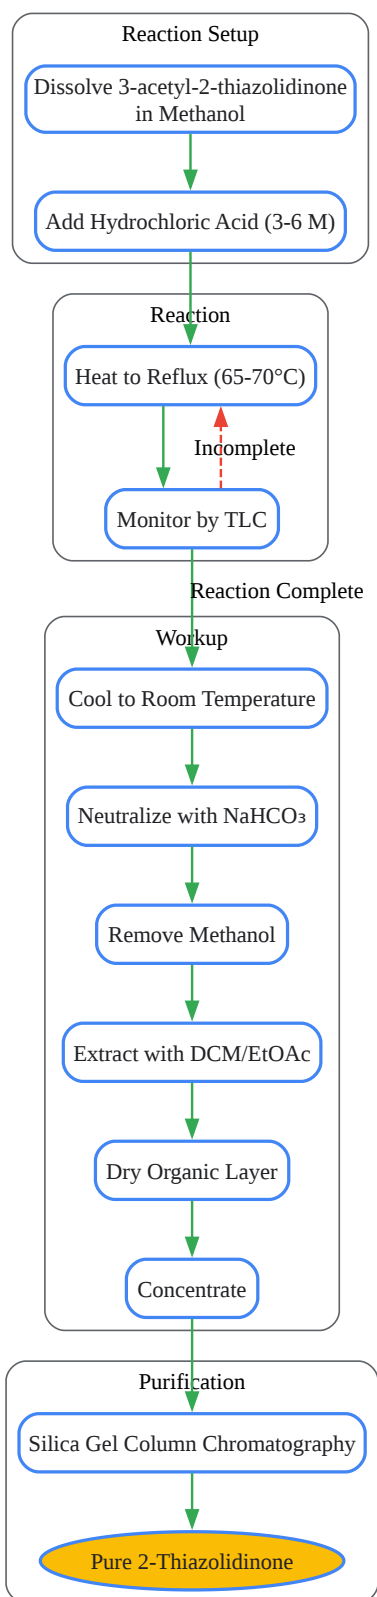 Reaction Setup
Dissolve 3-acetyl-2-thiazolidinone
in Methanol
Add Hydrochloric Acid (3-6 M)
Reaction
Heat to Reflux (65-70°C)
Incomplete
Monitor by TLC
Reaction Complete
Workup
Cool to Room Temperature
Neutralize with NaHCO₃
Remove Methanol
Extract with DCM/EtOAc
Dry Organic Layer
Concentrate
Purification
Silica Gel Column Chromatography
Pure 2-Thiazolidinone